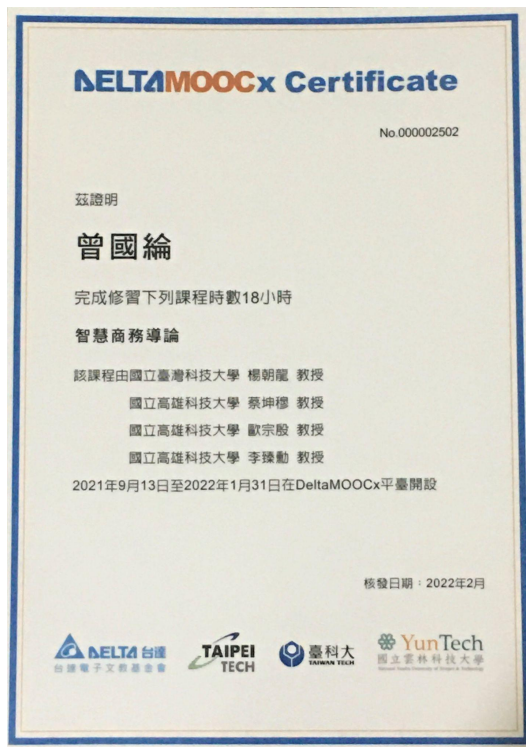 DELTAMOOCx Certificate
No.000002502
茲證明
曾國綸
完成修習下列課程時數18小時
智慧商務導論
該課程由國立臺灣科技大學 楊朝龍 教授
國立高雄科技大學 蔡坤穆 教授
國立高雄科技大學 歐宗殷 教授
國立高雄科技大學 李臻勳 教授
2021年9月13日至2022年1月31日在DeltaMOOCx平臺開設
核發日期：2022年2月
DELTA 台達
台達電子文教基金會
TAIPEI
TECH
臺科大
TAIWAN TECH
YunTech
國立雲林科技大學